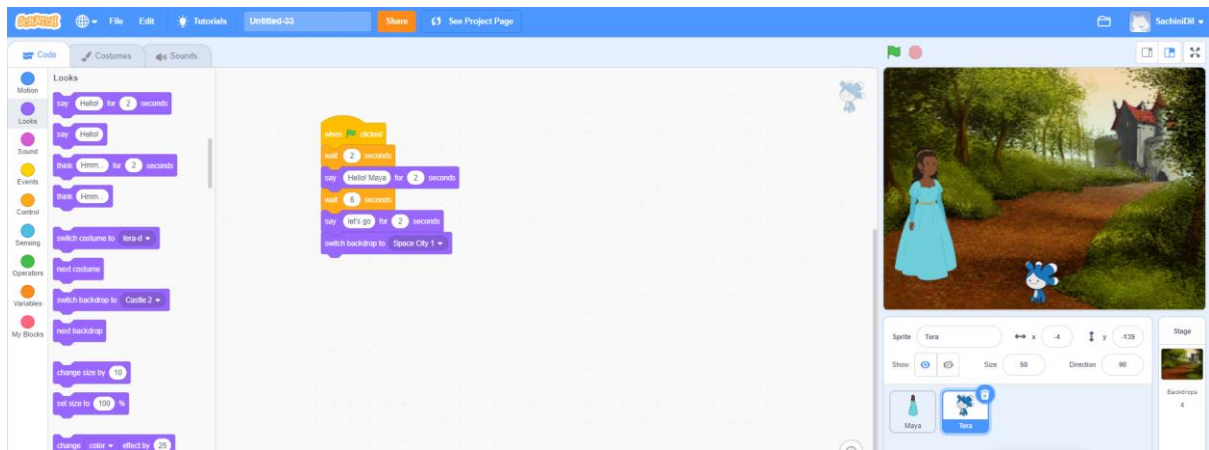 SCRATCH File Edit Tutorials Untitled-33 Share See Project Page SachiniDil
Code Costumes Sounds
Motion
Looks
Sound
Events
Control
Sensing
Operators
Variables
My Blocks
Looks
say Hello! for 2 seconds
say Hello!
think Hmm... for 2 seconds
think Hmm...
switch costume to tera-d
next costume
switch backdrop to Castle 2
next backdrop
change size by 10
set size to 100 %
change color effect by 25
when clicked
wait 2 seconds
say Hello! Maya for 2 seconds
wait 6 seconds
say let's go for 2 seconds
switch backdrop to Space City 1
Sprite Tera x -4 y -139
Show Size 50 Direction 90
Maya
Tera
Stage
Backdrops
4